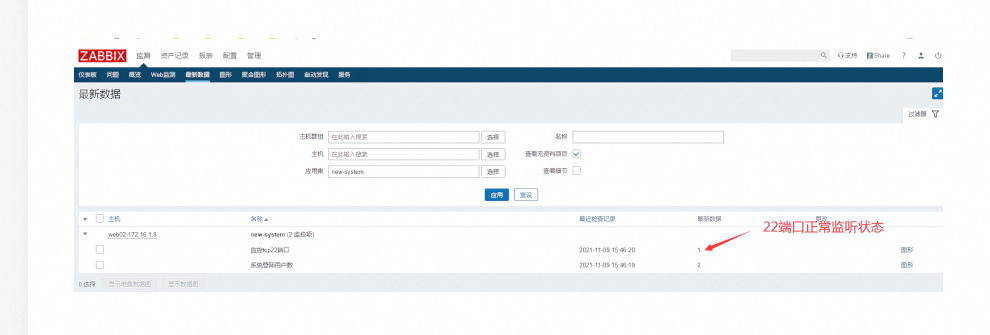 ZABBIX 监测 资产记录 报表 配置 管理 支持 Share ?
仪表板 问题 概览 Web监测 最新数据 图形 聚合图形 拓扑图 自动发现 服务
最新数据
过滤器
主机群组 在此输入搜索 选择 名称
主机 在此输入搜索 选择 查看无资料项目
应用集 new-system 选择 查看细节
应用 重设
主机 名称 最近检查记录 最新数据 更改
22端口正常监听状态
web02-172.16.1.8 new-system (2 监控项)
监控tcp22端口 2021-11-09 15:46:20 1 图形
系统登陆用户数 2021-11-09 15:46:19 2 图形
0 选择 显示堆叠数据图 显示数据图